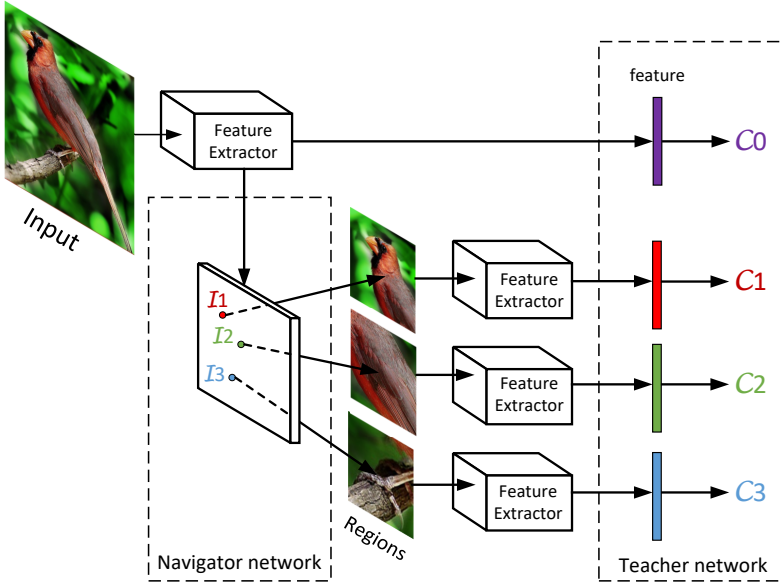 feature
Feature
Extractor
C0
Input
I1
I2
I3
Feature
Extractor
C1
Feature
Extractor
C2
Feature
Extractor
C3
Regions
Navigator network
Teacher network